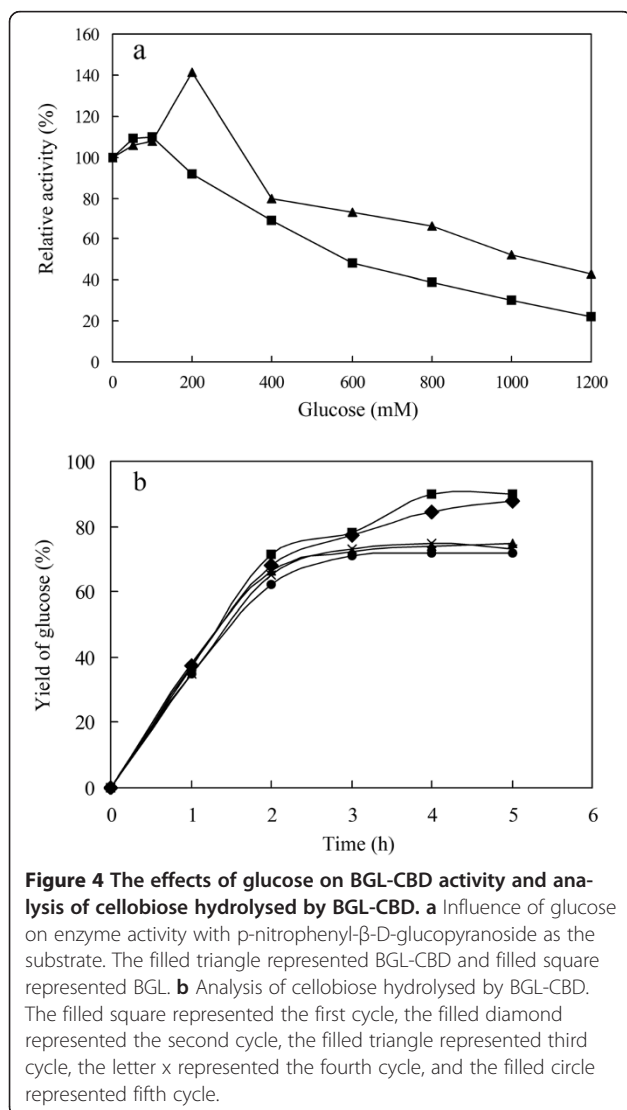 160
a
140
120
100
80
60
40
20
0
Relative activity (%)
0 200 400 600 800 1000 1200
Glucose (mM)
100
b
80
60
40
20
0
Yield of glucose (%)
0 1 2 3 4 5 6
Time (h)
Figure 4 The effects of glucose on BGL-CBD activity and ana-
lysis of cellobiose hydrolysed by BGL-CBD. a Influence of glucose
on enzyme activity with p-nitrophenyl-β-D-glucopyranoside as the
substrate. The filled triangle represented BGL-CBD and filled square
represented BGL. b Analysis of cellobiose hydrolysed by BGL-CBD.
The filled square represented the first cycle, the filled diamond
represented the second cycle, the filled triangle represented third
cycle, the letter x represented the fourth cycle, and the filled circle
represented fifth cycle.